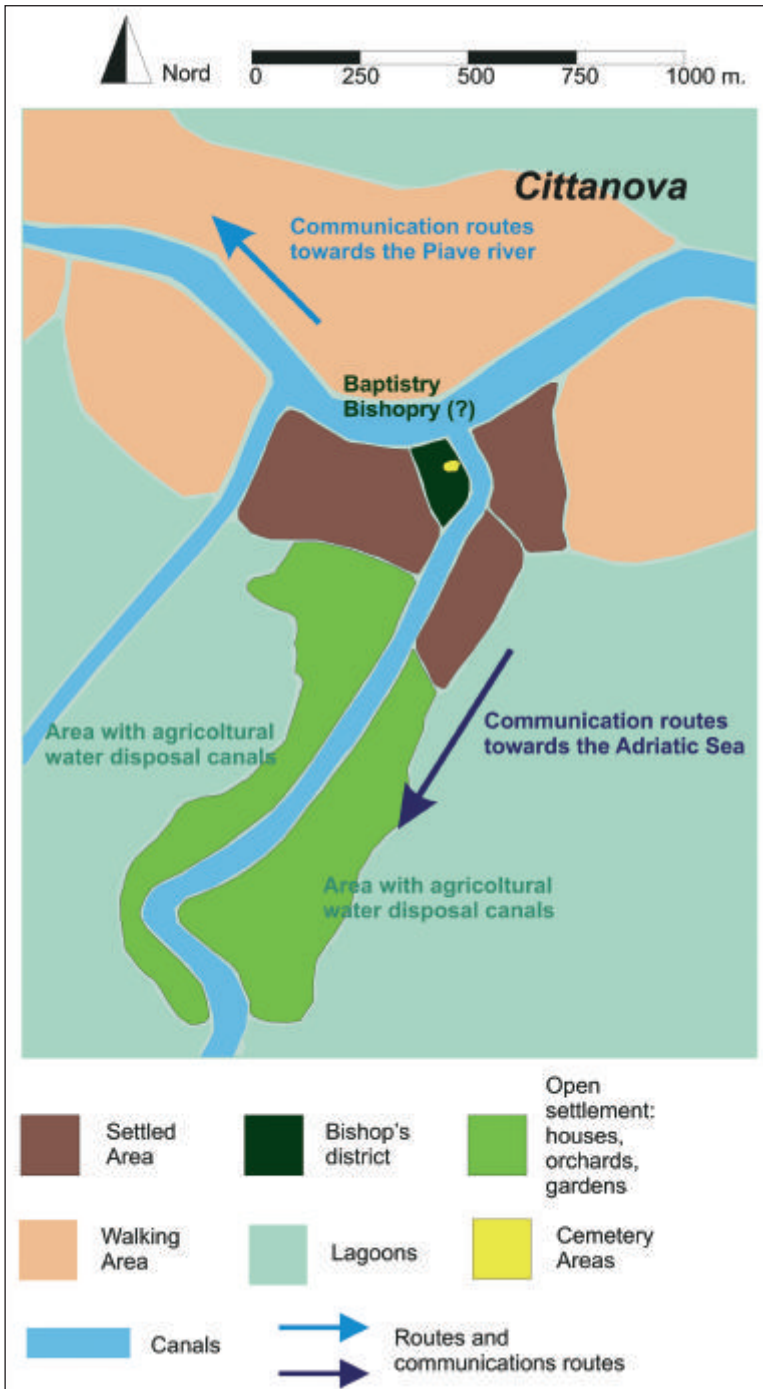 Nord
0 250 500 750 1000 m.
Cittanova
Communication routes
towards the Piave river
Baptistry
Bishopry (?)
Area with agricoltural
water disposal canals
Communication routes
towards the Adriatic Sea
Area with agricoltural
water disposal canals
Settled
Area
Bishop's
district
Open
settlement:
houses,
orchards,
gardens
Walking
Area
Lagoons
Cemetery
Areas
Canals
Routes and
communications routes